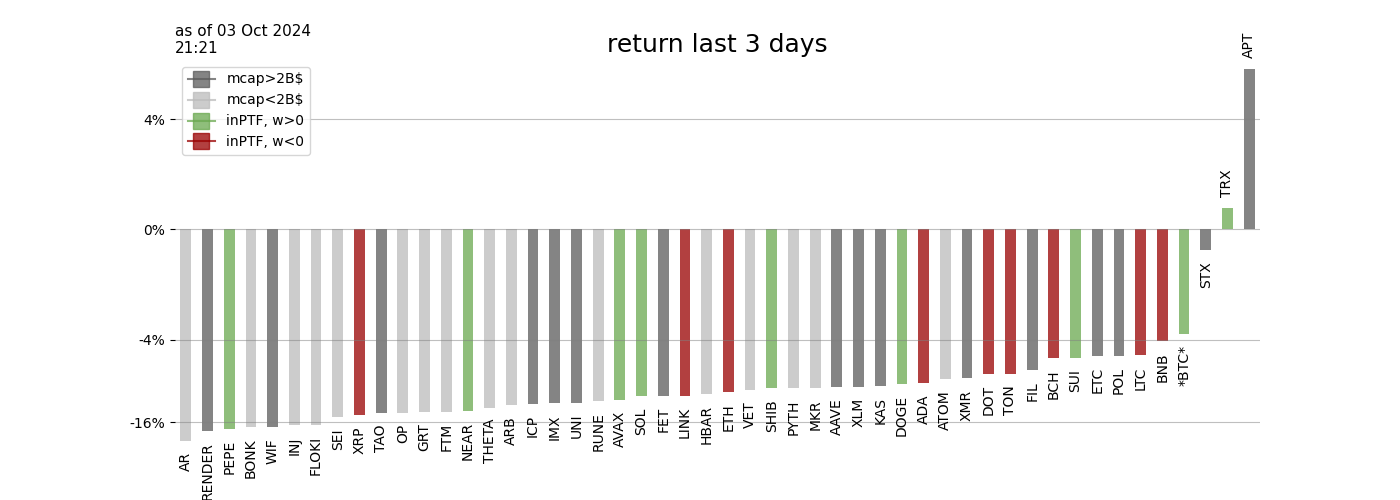 as of 03 Oct 2024
21:21
return last 3 days
mcap>2B$
mcap<2B$
inPTF, w>0
inPTF, w<0
4%
0%
-4%
-16%
AR
RENDER
PEPE
BONK
WIF
INJ
FLOKI
SEI
XRP
TAO
OP
GRT
FTM
NEAR
THETA
ARB
ICP
IMX
UNI
RUNE
AVAX
SOL
FET
LINK
HBAR
ETH
VET
SHIB
PYTH
MKR
AAVE
XLM
KAS
DOGE
ADA
ATOM
XMR
DOT
TON
FIL
BCH
SUI
ETC
POL
LTC
BNB
*BTC*
STX
TRX
APT